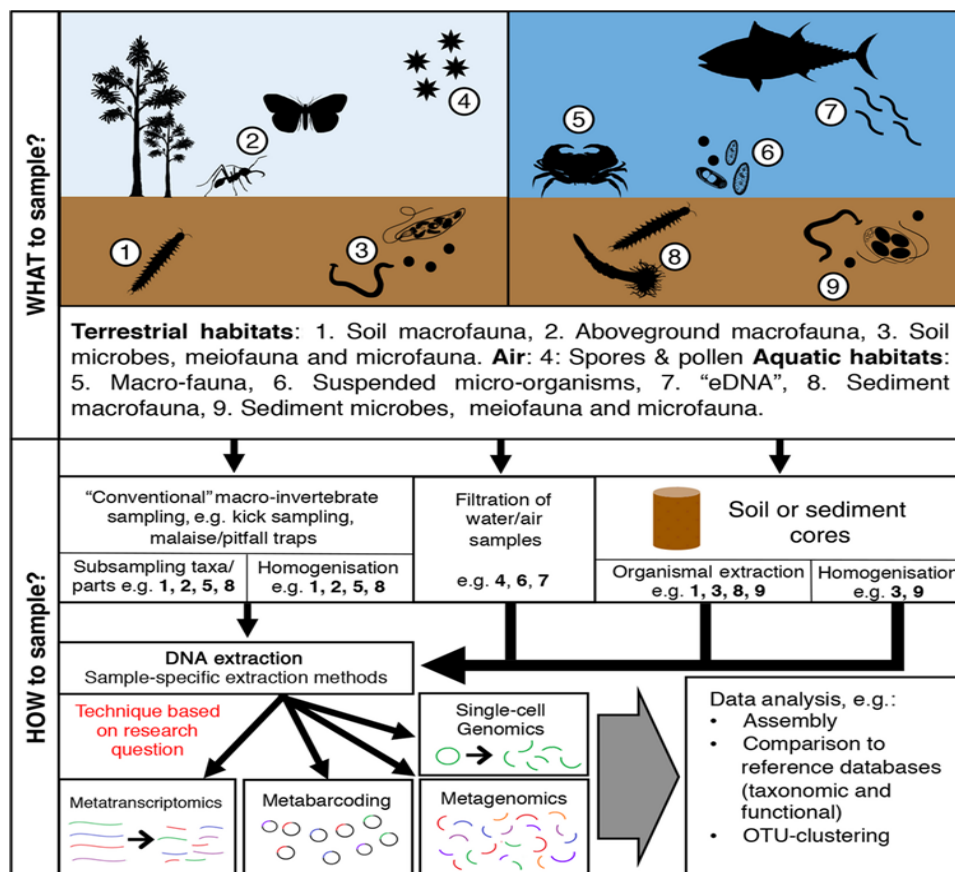 WHAT to sample?
1
2
3
4
5
6
7
8
9
Terrestrial habitats: 1. Soil macrofauna, 2. Aboveground macrofauna, 3. Soil
microbes, meiofauna and microfauna. Air: 4: Spores & pollen Aquatic habitats:
5. Macro-fauna, 6. Suspended micro-organisms, 7. “eDNA”, 8. Sediment
macrofauna, 9. Sediment microbes, meiofauna and microfauna.
HOW to sample?
“Conventional” macro-invertebrate
sampling, e.g. kick sampling,
malaise/pitfall traps
Subsampling taxa/
parts e.g. 1, 2, 5, 8
Homogenisation
e.g. 1, 2, 5, 8
Filtration of
water/air
samples
e.g. 4, 6, 7
Soil or sediment
cores
Organismal extraction
e.g. 1, 3, 8, 9
Homogenisation
e.g. 3, 9
DNA extraction
Sample-specific extraction methods
Technique based
on research
question
Single-cell
Genomics
Metatranscriptomics
Metabarcoding
Metagenomics
Data analysis, e.g.:
• Assembly
• Comparison to
reference databases
(taxonomic and
functional)
• OTU-clustering